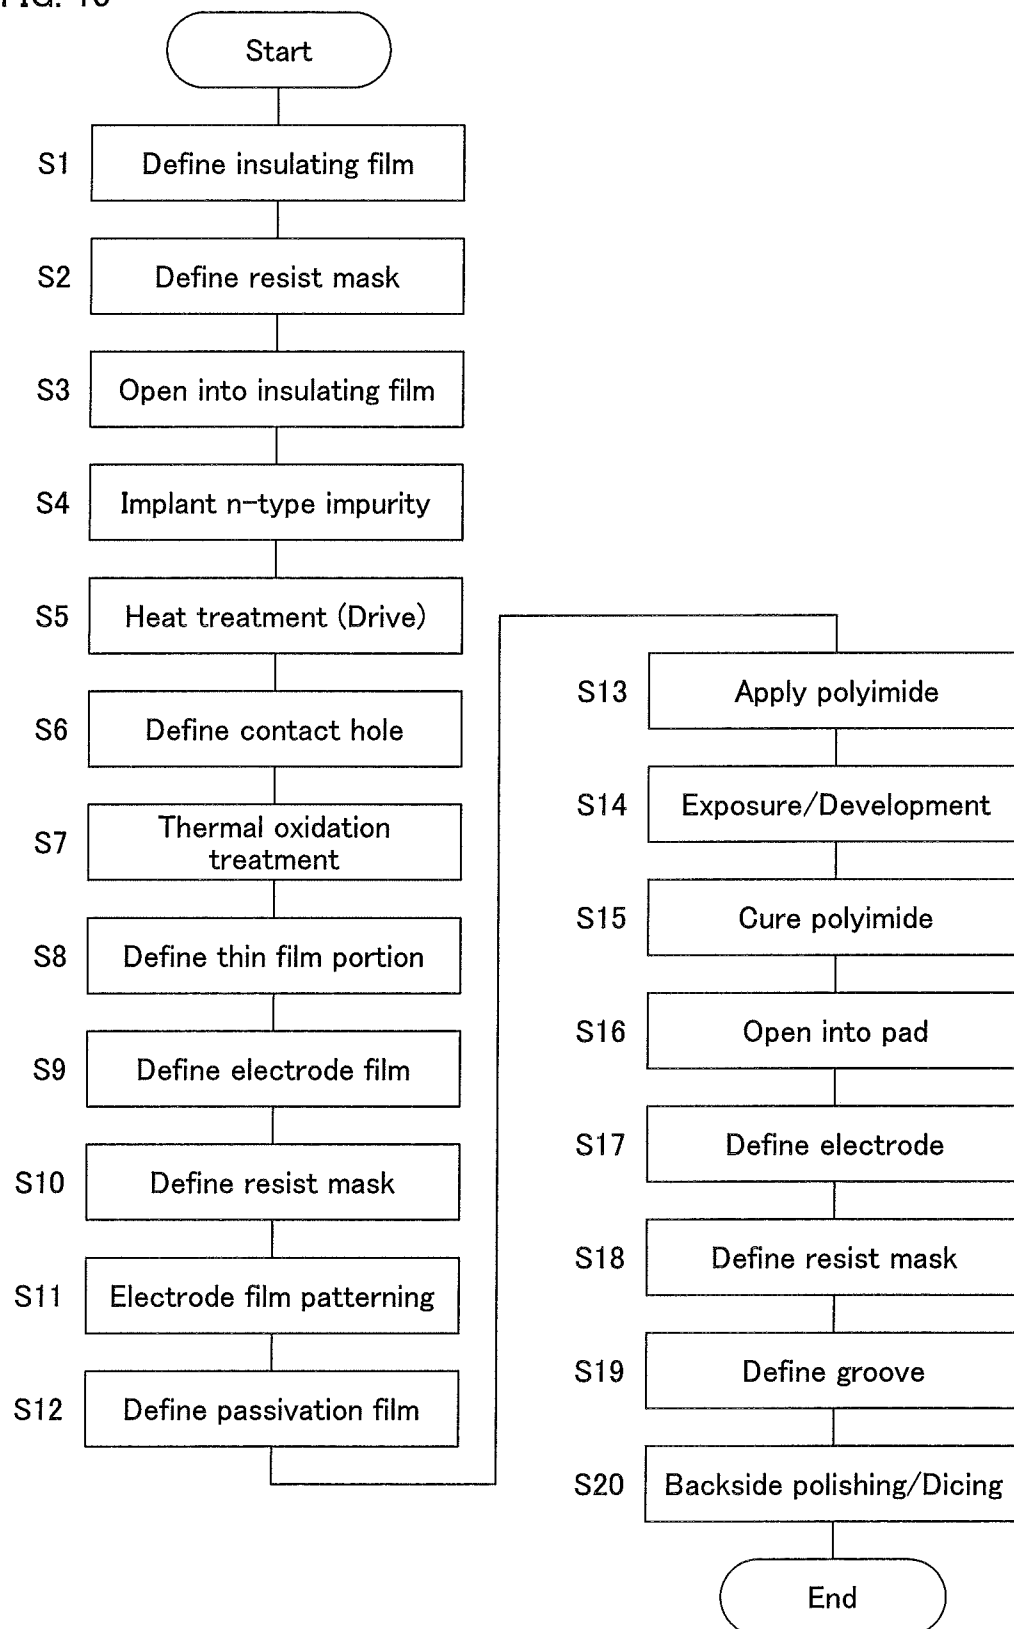 Start
S1 Define insulating film
S2 Define resist mask
S3 Open into insulating film
S4 Implant n-type impurity
S5 Heat treatment (Drive)
S6 Define contact hole
S7 Thermal oxidation
treatment
S8 Define thin film portion
S9 Define electrode film
S10 Define resist mask
S11 Electrode film patterning
S12 Define passivation film
S13 Apply polyimide
S14 Exposure/Development
S15 Cure polyimide
S16 Open into pad
S17 Define electrode
S18 Define resist mask
S19 Define groove
S20 Backside polishing/Dicing
End